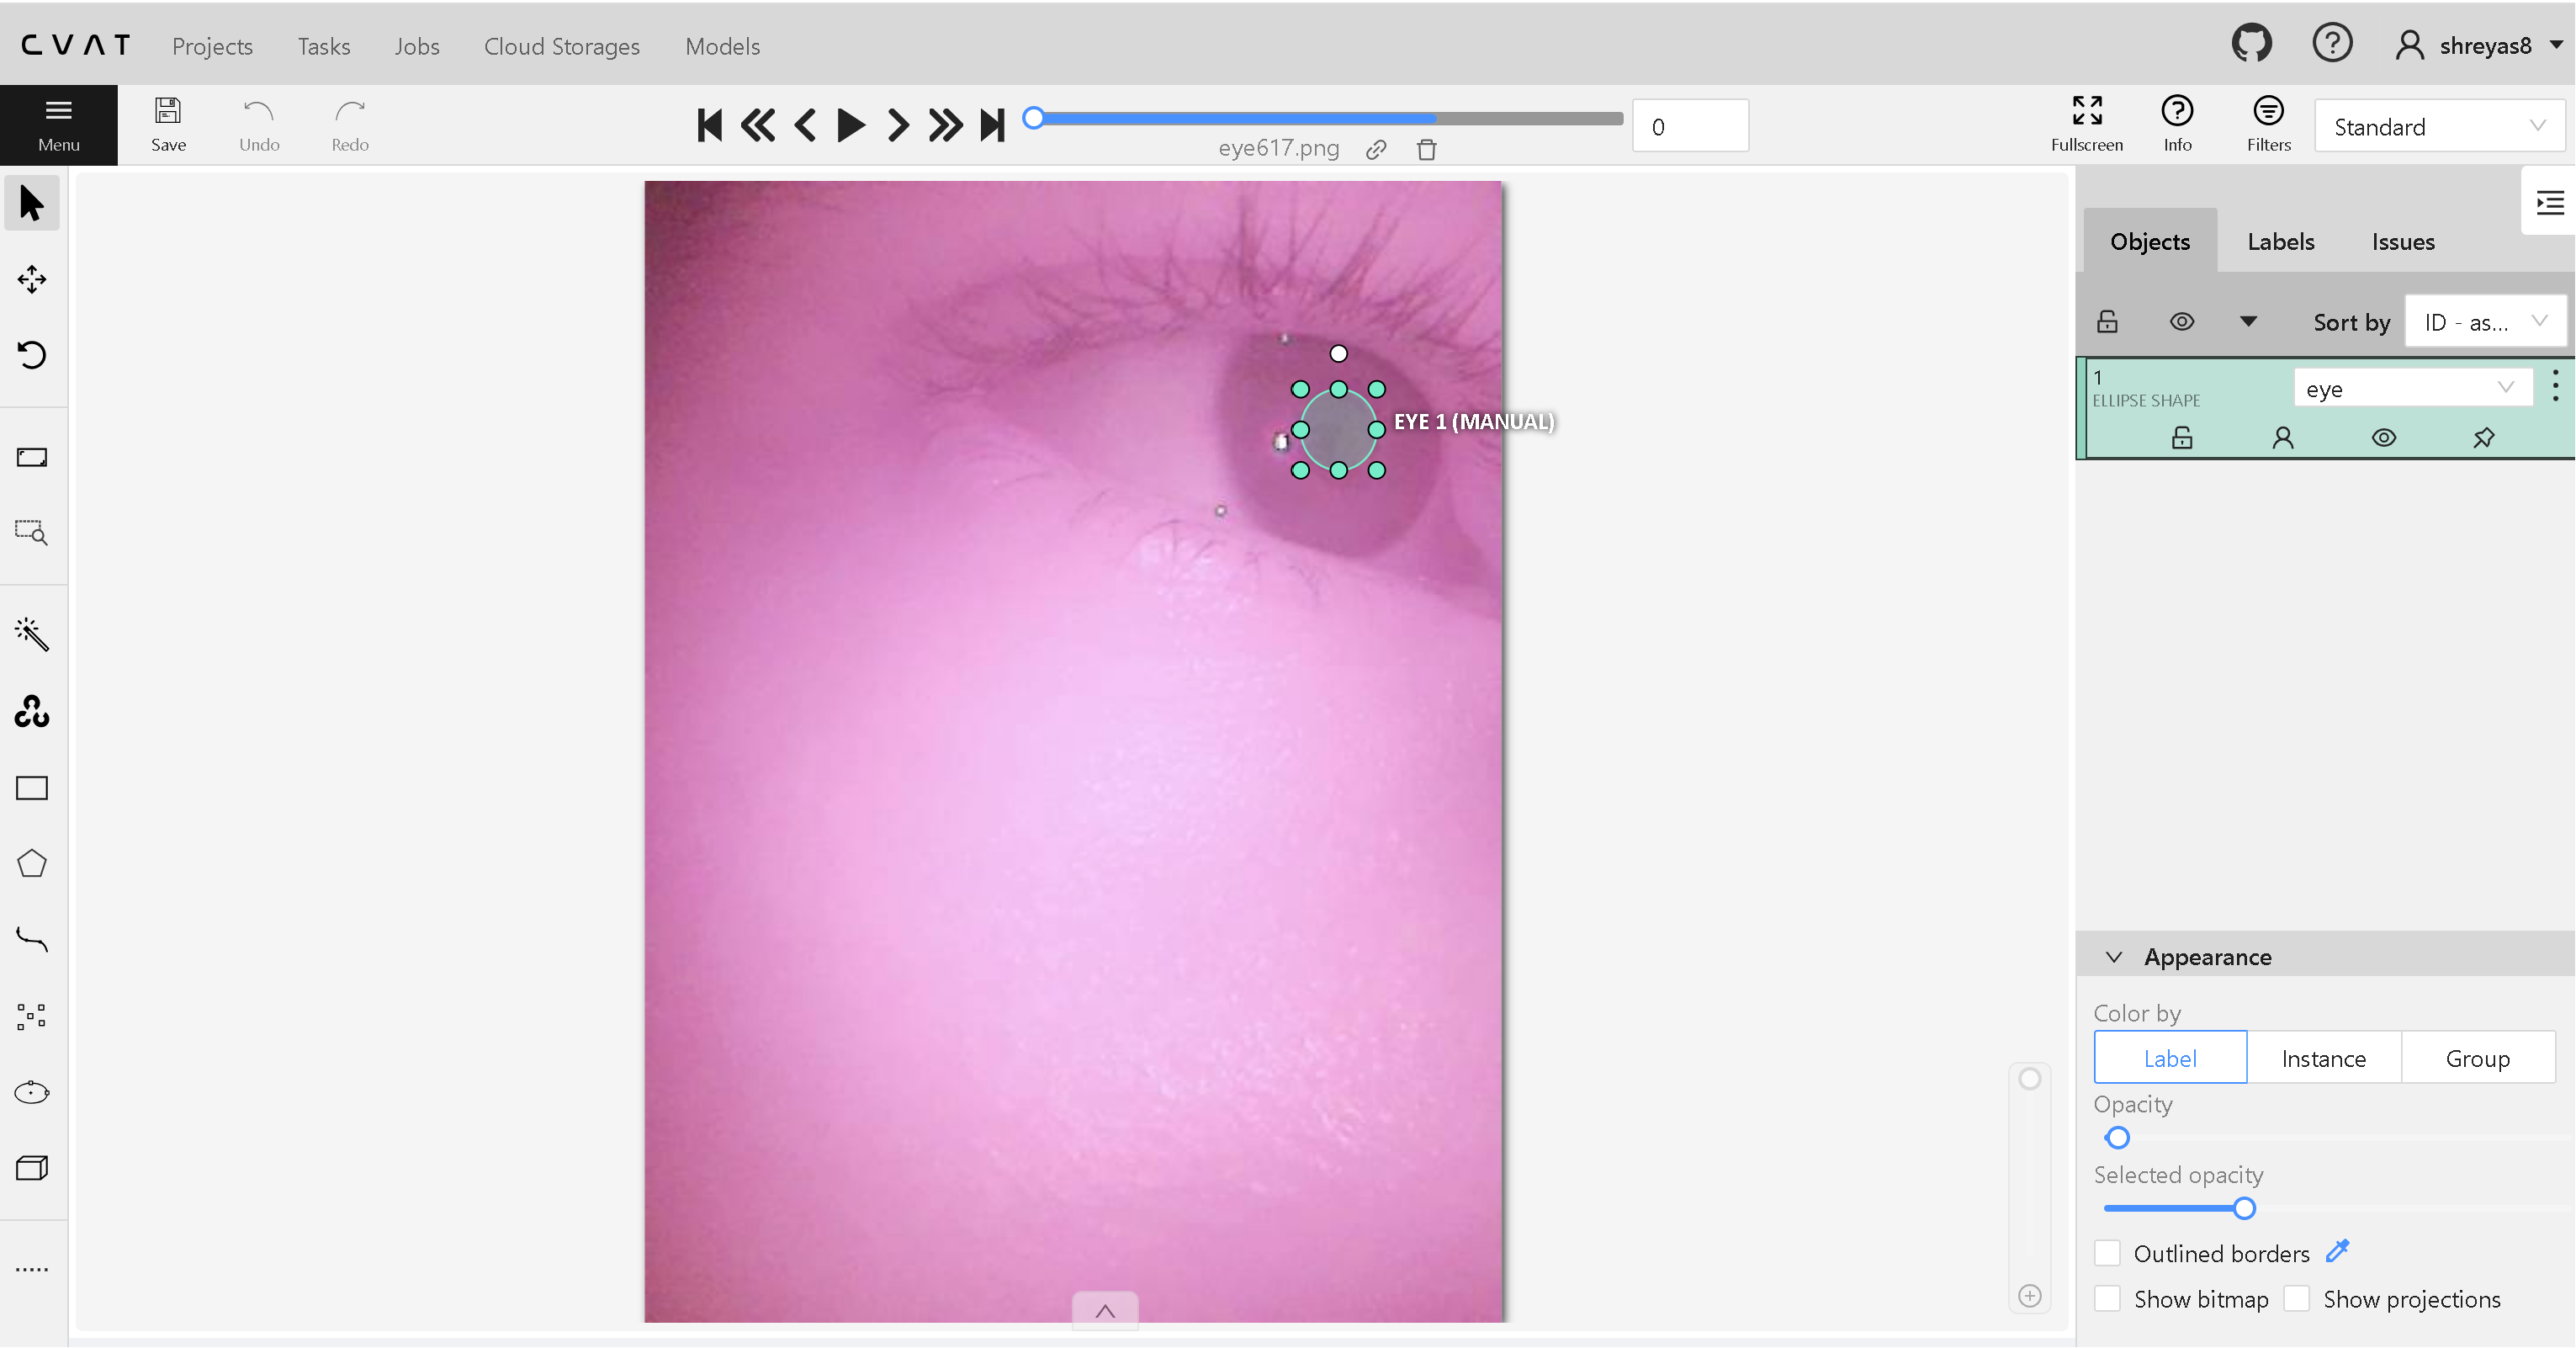 CVAT Projects Tasks Jobs Cloud Storages Models shreyas8
Menu Save Undo Redo 0 Fullscreen Info Filters Standard
eye617.png
Objects Labels Issues
Sort by ID - as...
1 eye
ELLIPSE SHAPE
EYE 1 (MANUAL)
Appearance
Color by
Label Instance Group
Opacity
Selected opacity
Outlined borders
Show bitmap Show projections